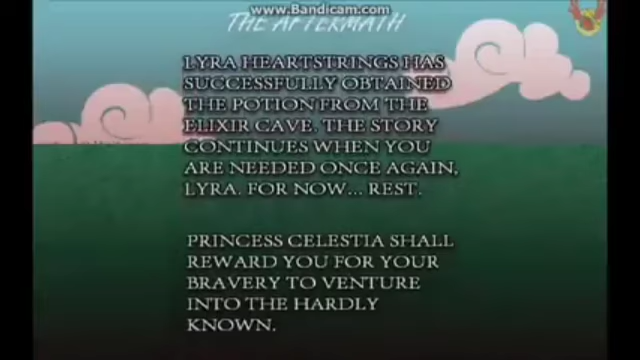 www.Bandicam.com
THE AFTERMATH
LYRA HEARTSTRINGS HAS
SUCCESSFULLY OBTAINED
THE POTION FROM THE
ELIXIR CAVE. THE STORY
CONTINUES WHEN YOU
ARE NEEDED ONCE AGAIN,
LYRA. FOR NOW... REST.
PRINCESS CELESTIA SHALL
REWARD YOU FOR YOUR
BRAVERY TO VENTURE
INTO THE HARDLY
KNOWN.